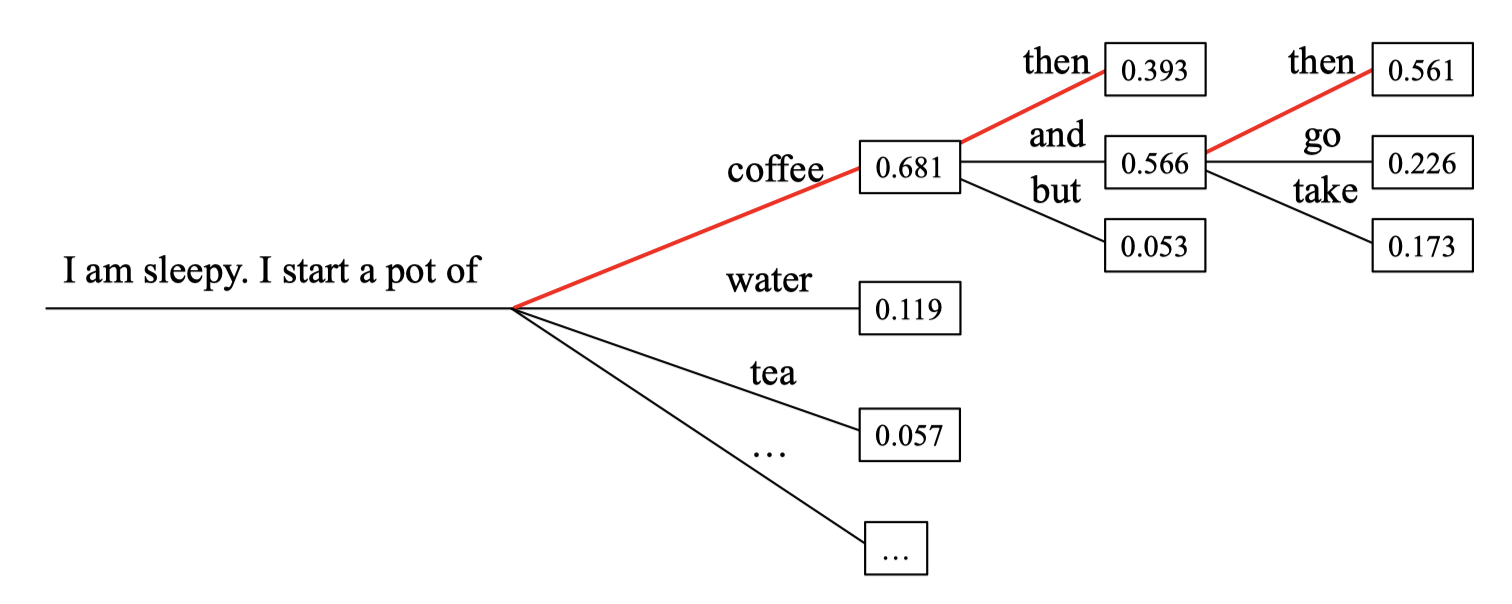 then 0.393 then 0.561
and 0.566 go 0.226
coffee 0.681 but 0.053 take 0.173
I am sleepy. I start a pot of
water 0.119
tea 0.057
...
...